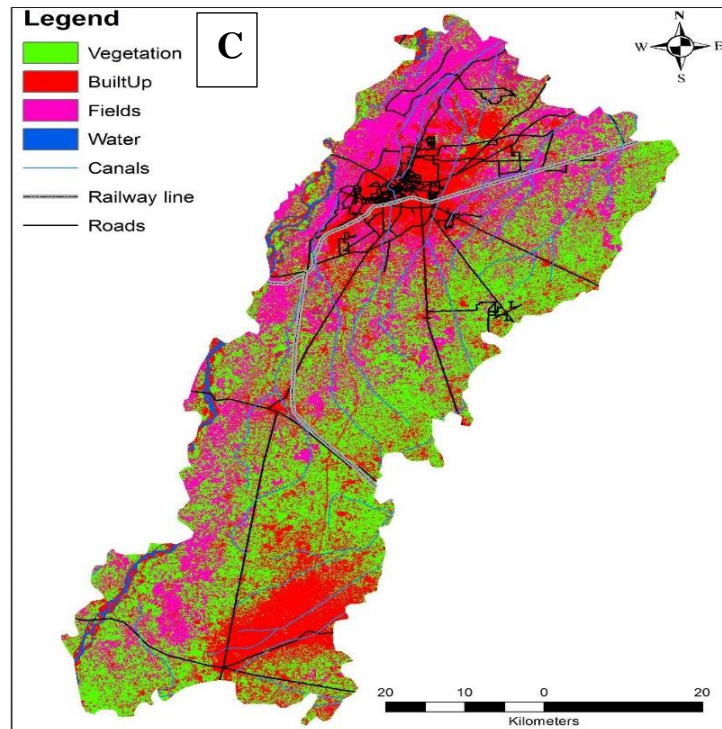 Legend
C
Vegetation
BuiltUp
Fields
Water
Canals
Railway line
Roads
N
W E
S
20 10 0 20
Kilometers